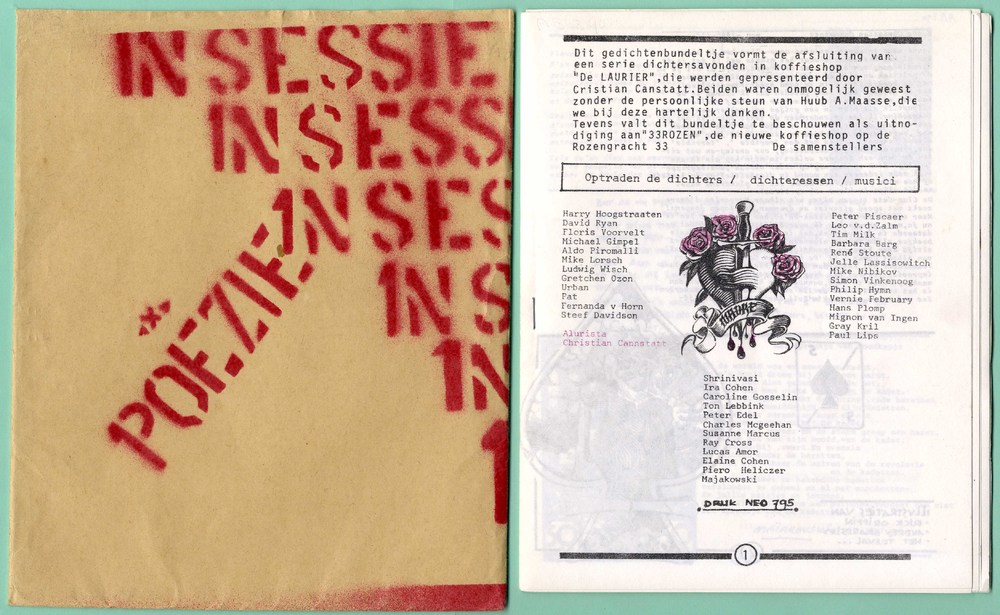 IN SESSIE
IN SESS
IN SES
IN S
IN
1
POËZIE
Dit gedichtenbundeltje vormt de afsluiting van
een serie dichtersavonden in koffieshop
"De LAURIER",die werden gepresenteerd door
Cristian Canstatt.Beiden waren onmogelijk geweest
zonder de persoonlijke steun van Huub A.Maasse,die
we bij deze hartelijk danken.
Tevens valt dit bundeltje te beschouwen als uitno-
diging aan"33ROZEN",de nieuwe koffieshop op de
Rozengracht 33 De samenstellers
Optraden de dichters / dichteressen / musici
Harry Hoogstraaten
David Ryan
Floris Voorvelt
Michael Gimpel
Aldo Piromalli
Mike Lorsch
Ludwig Wisch
Gretchen Ozon
Urban
Pat
Fernanda v Horn
Steef Davidson
Alurista
Christian Cannstatt
MADRE
Peter Piscaer
Leo v.d.Zalm
Tim Milk
Barbara Barg
René Stoute
Jelle Lassisowitch
Mike Nibikov
Simon Vinkenoog
Philip Hymn
Vernie February
Hans Plomp
Mignon van Ingen
Gray Kril
Paul Lips
Shrinivasi
Ira Cohen
Caroline Gosselin
Ton Lebbink
Peter Edel
Charles Mcgeehan
Susanne Marcus
Ray Cross
Lucas Amor
Elaine Cohen
Piero Heliczer
Majakowski
DRUK NEO 795
1